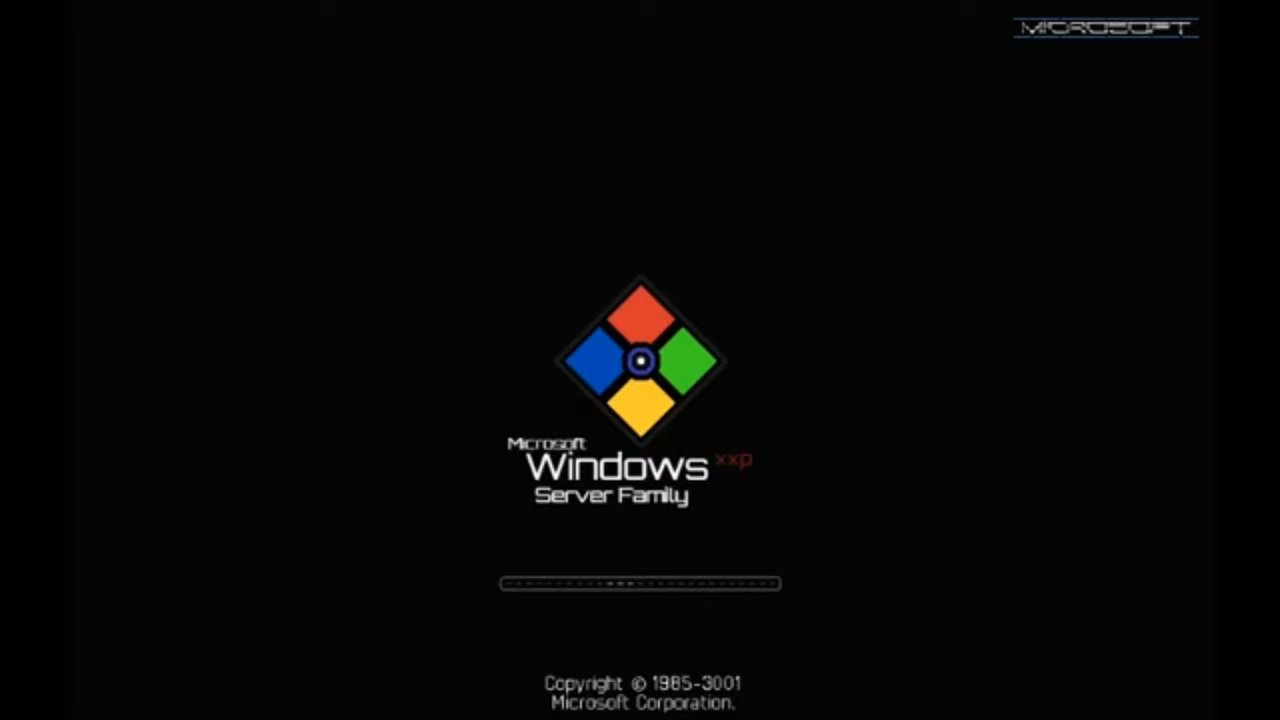 MICROSOFT
Microsoft
Windows xxp
Server Family
Copyright © 1985-3001
Microsoft Corporation.